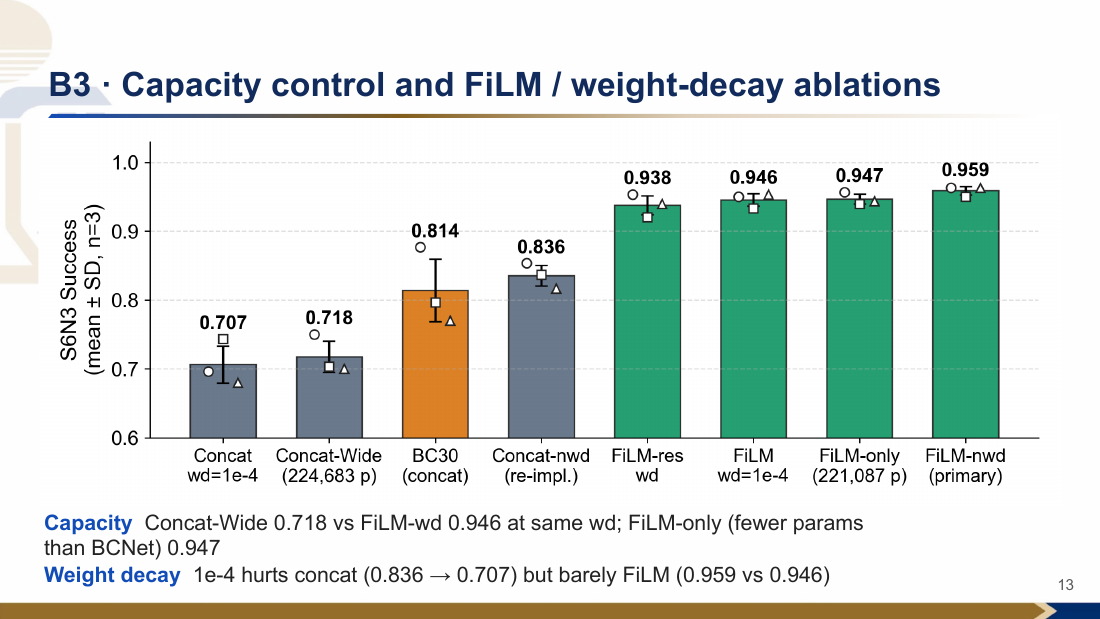 B3 · Capacity control and FiLM / weight-decay ablations
S6N3 Success
(mean ± SD, n=3)
1.0
0.9
0.8
0.7
0.6
0.707
0.718
0.814
0.836
0.938
0.946
0.947
0.959
Concat
wd=1e-4
Concat-Wide
(224,683 p)
BC30
(concat)
Concat-nwd
(re-impl.)
FiLM-res
wd
FiLM
wd=1e-4
FiLM-only
(221,087 p)
FiLM-nwd
(primary)
Capacity Concat-Wide 0.718 vs FiLM-wd 0.946 at same wd; FiLM-only (fewer params
than BCNet) 0.947
Weight decay 1e-4 hurts concat (0.836 → 0.707) but barely FiLM (0.959 vs 0.946)
13